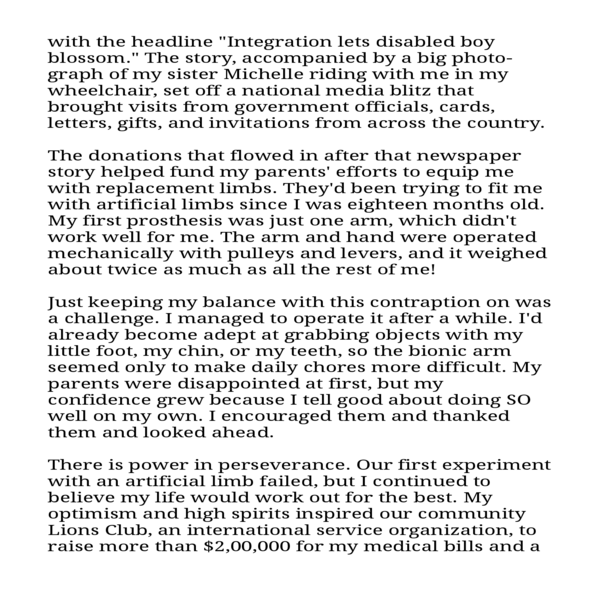 with the headline "Integration lets disabled boy
blossom." The story, accompanied by a big photo-
graph of my sister Michelle riding with me in my
wheelchair, set off a national media blitz that
brought visits from government officials, cards,
letters, gifts, and invitations from across the country.
The donations that flowed in after that newspaper
story helped fund my parents' efforts to equip me
with replacement limbs. They'd been trying to fit me
with artificial limbs since I was eighteen months old.
My first prosthesis was just one arm, which didn't
work well for me. The arm and hand were operated
mechanically with pulleys and levers, and it weighed
about twice as much as all the rest of me!
Just keeping my balance with this contraption on was
a challenge. I managed to operate it after a while. I'd
already become adept at grabbing objects with my
little foot, my chin, or my teeth, so the bionic arm
seemed only to make daily chores more difficult. My
parents were disappointed at first, but my
confidence grew because I tell good about doing SO
well on my own. I encouraged them and thanked
them and looked ahead.
There is power in perseverance. Our first experiment
with an artificial limb failed, but I continued to
believe my life would work out for the best. My
optimism and high spirits inspired our community
Lions Club, an international service organization, to
raise more than $2,00,000 for my medical bills and a